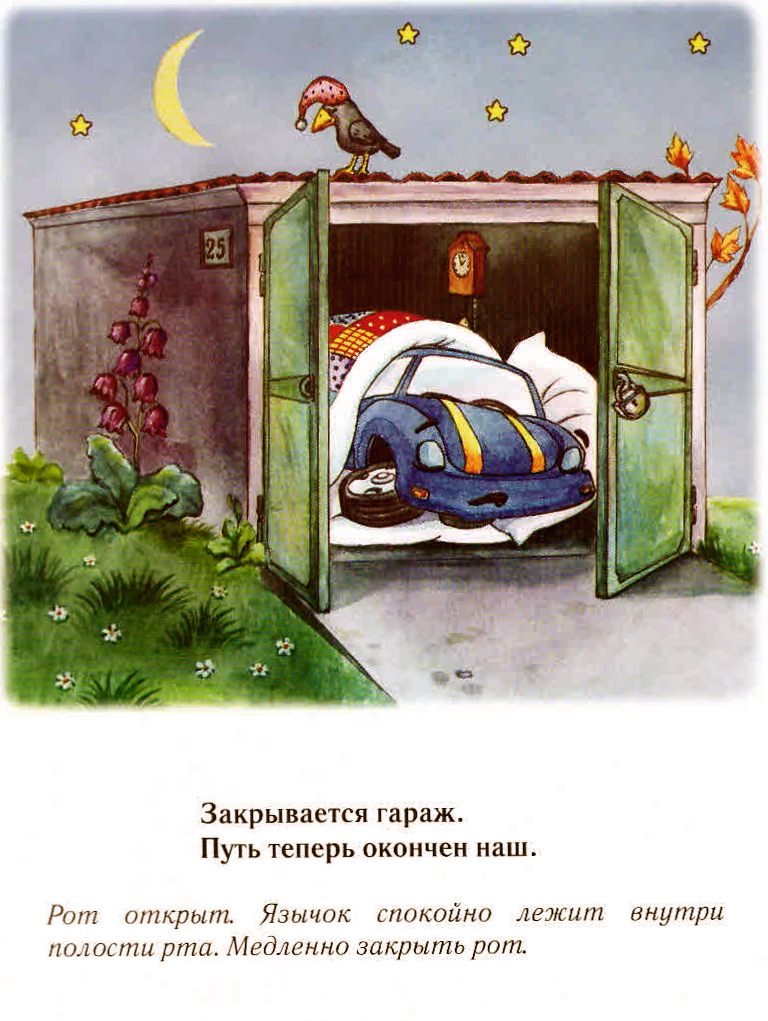 25
Закрывается гараж.
Путь теперь окончен наш.
Рот открыт. Язычок спокойно лежит внутри
полости рта. Медленно закрыть рот.